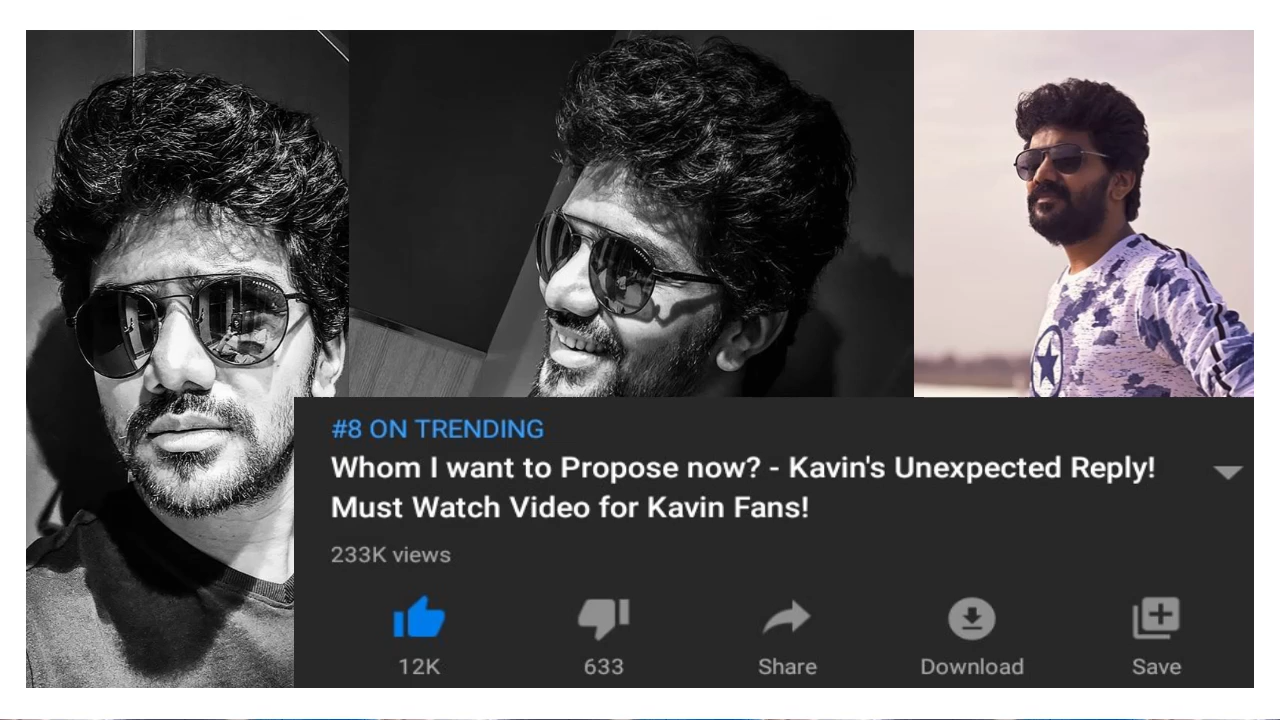 #8 ON TRENDING
Whom I want to Propose now? - Kavin's Unexpected Reply!
Must Watch Video for Kavin Fans!
233K views
12K
633
Share
Download
Save